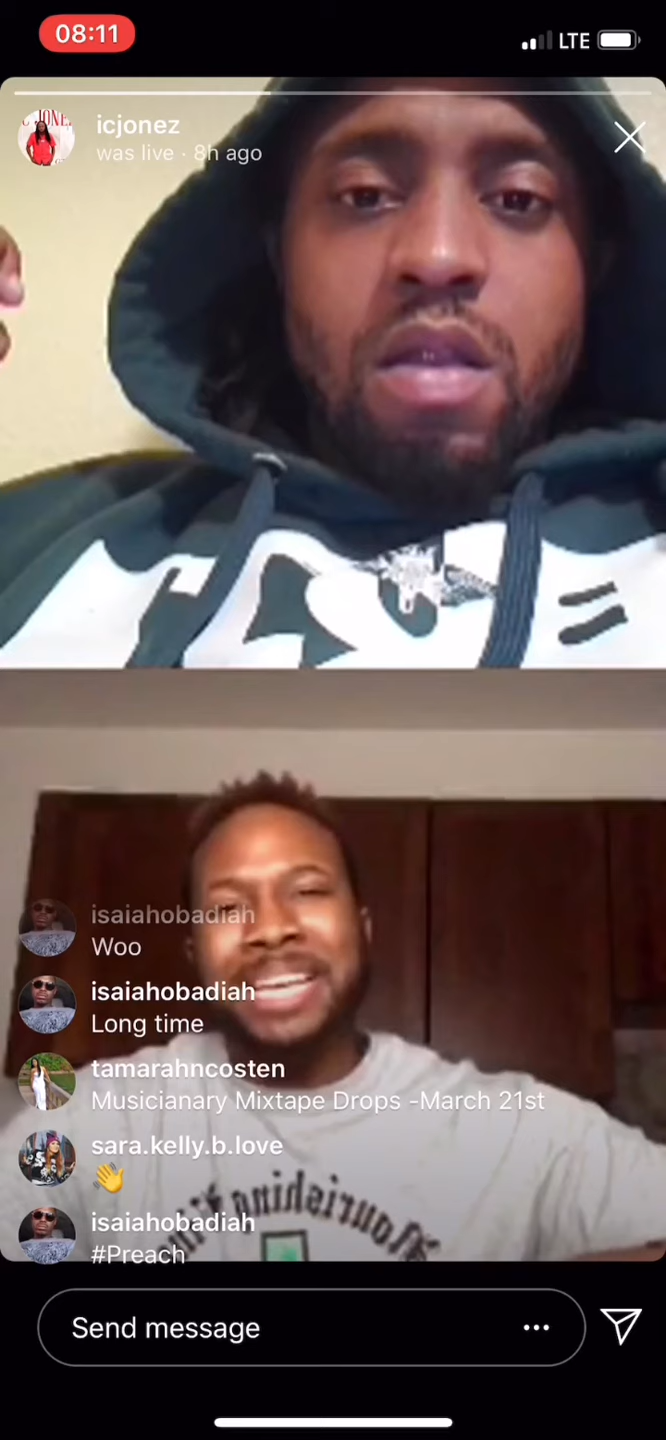 08:11
LTE
icjonez
was live · 8h ago
isaiahobadiah
Woo
isaiahobadiah
Long time
tamarahncosten
Musicianary Mixtape Drops -March 21st
sara.kelly.b.love
👋
isaiahobadiah
#Preach
Nourishing
Send message